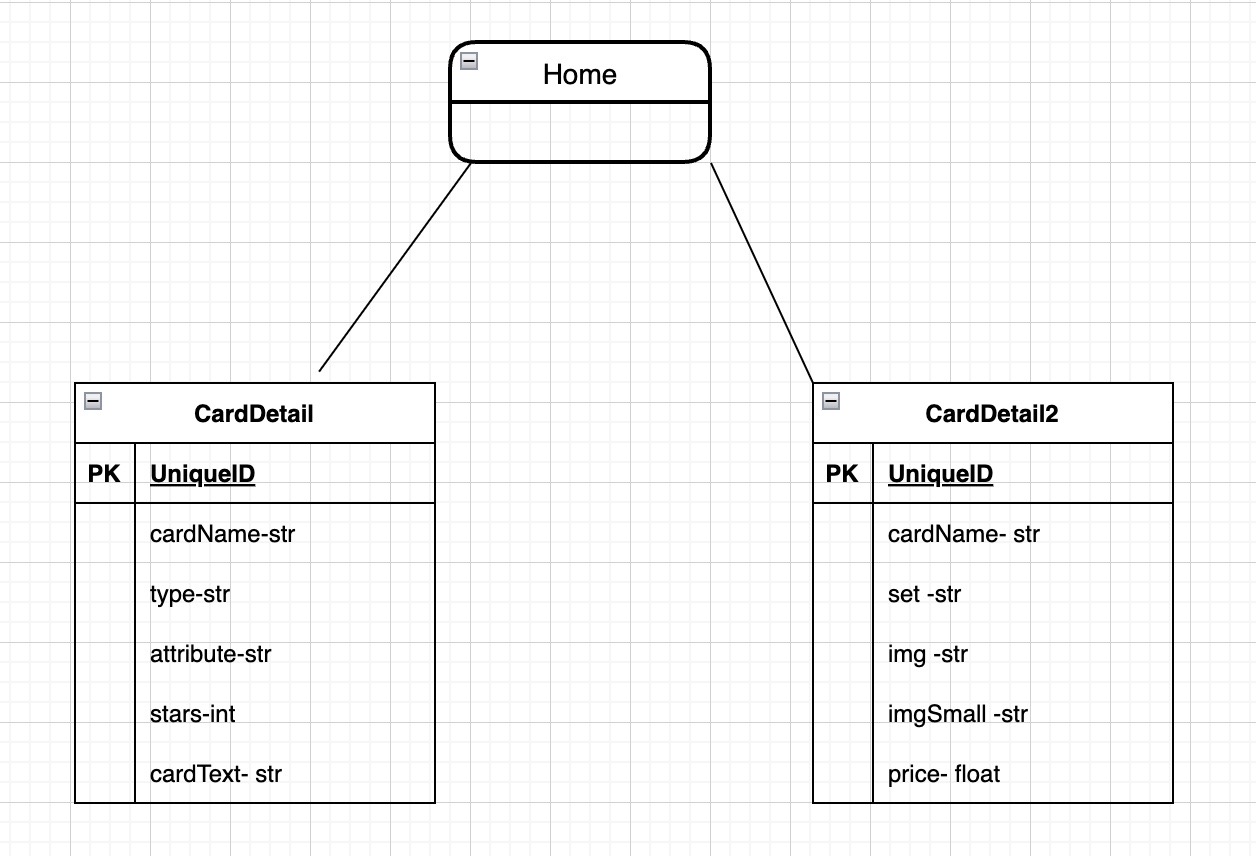 Home
CardDetail
PK UniqueID
cardName-str
type-str
attribute-str
stars-int
cardText- str
CardDetail2
PK UniqueID
cardName- str
set -str
img -str
imgSmall -str
price- float